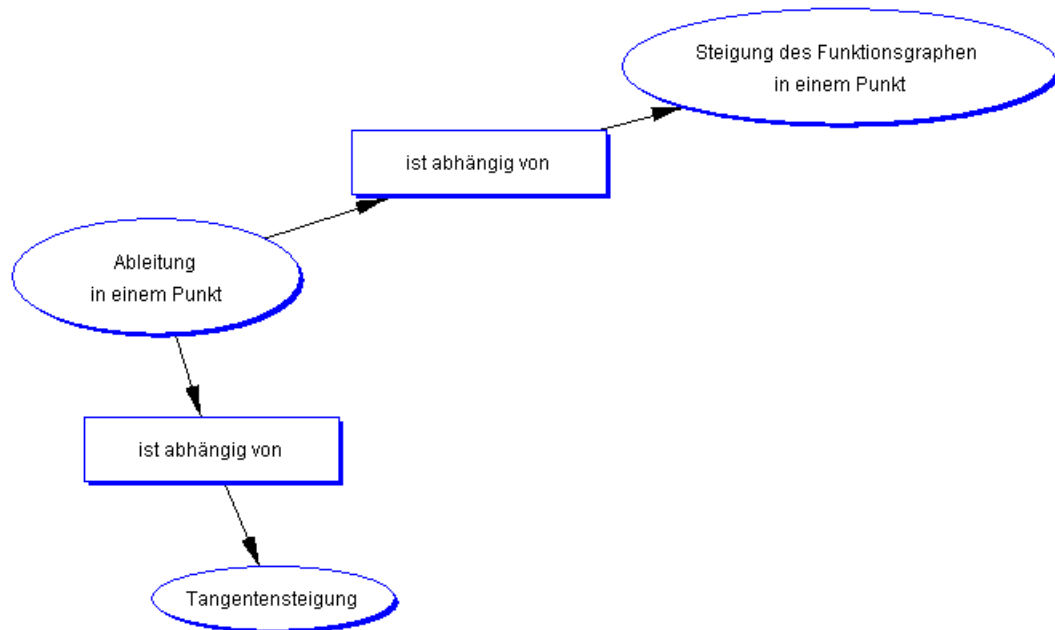 Steigung des Funktionsgraphen
in einem Punkt
ist abhängig von
Ableitung
in einem Punkt
ist abhängig von
Tangentensteigung